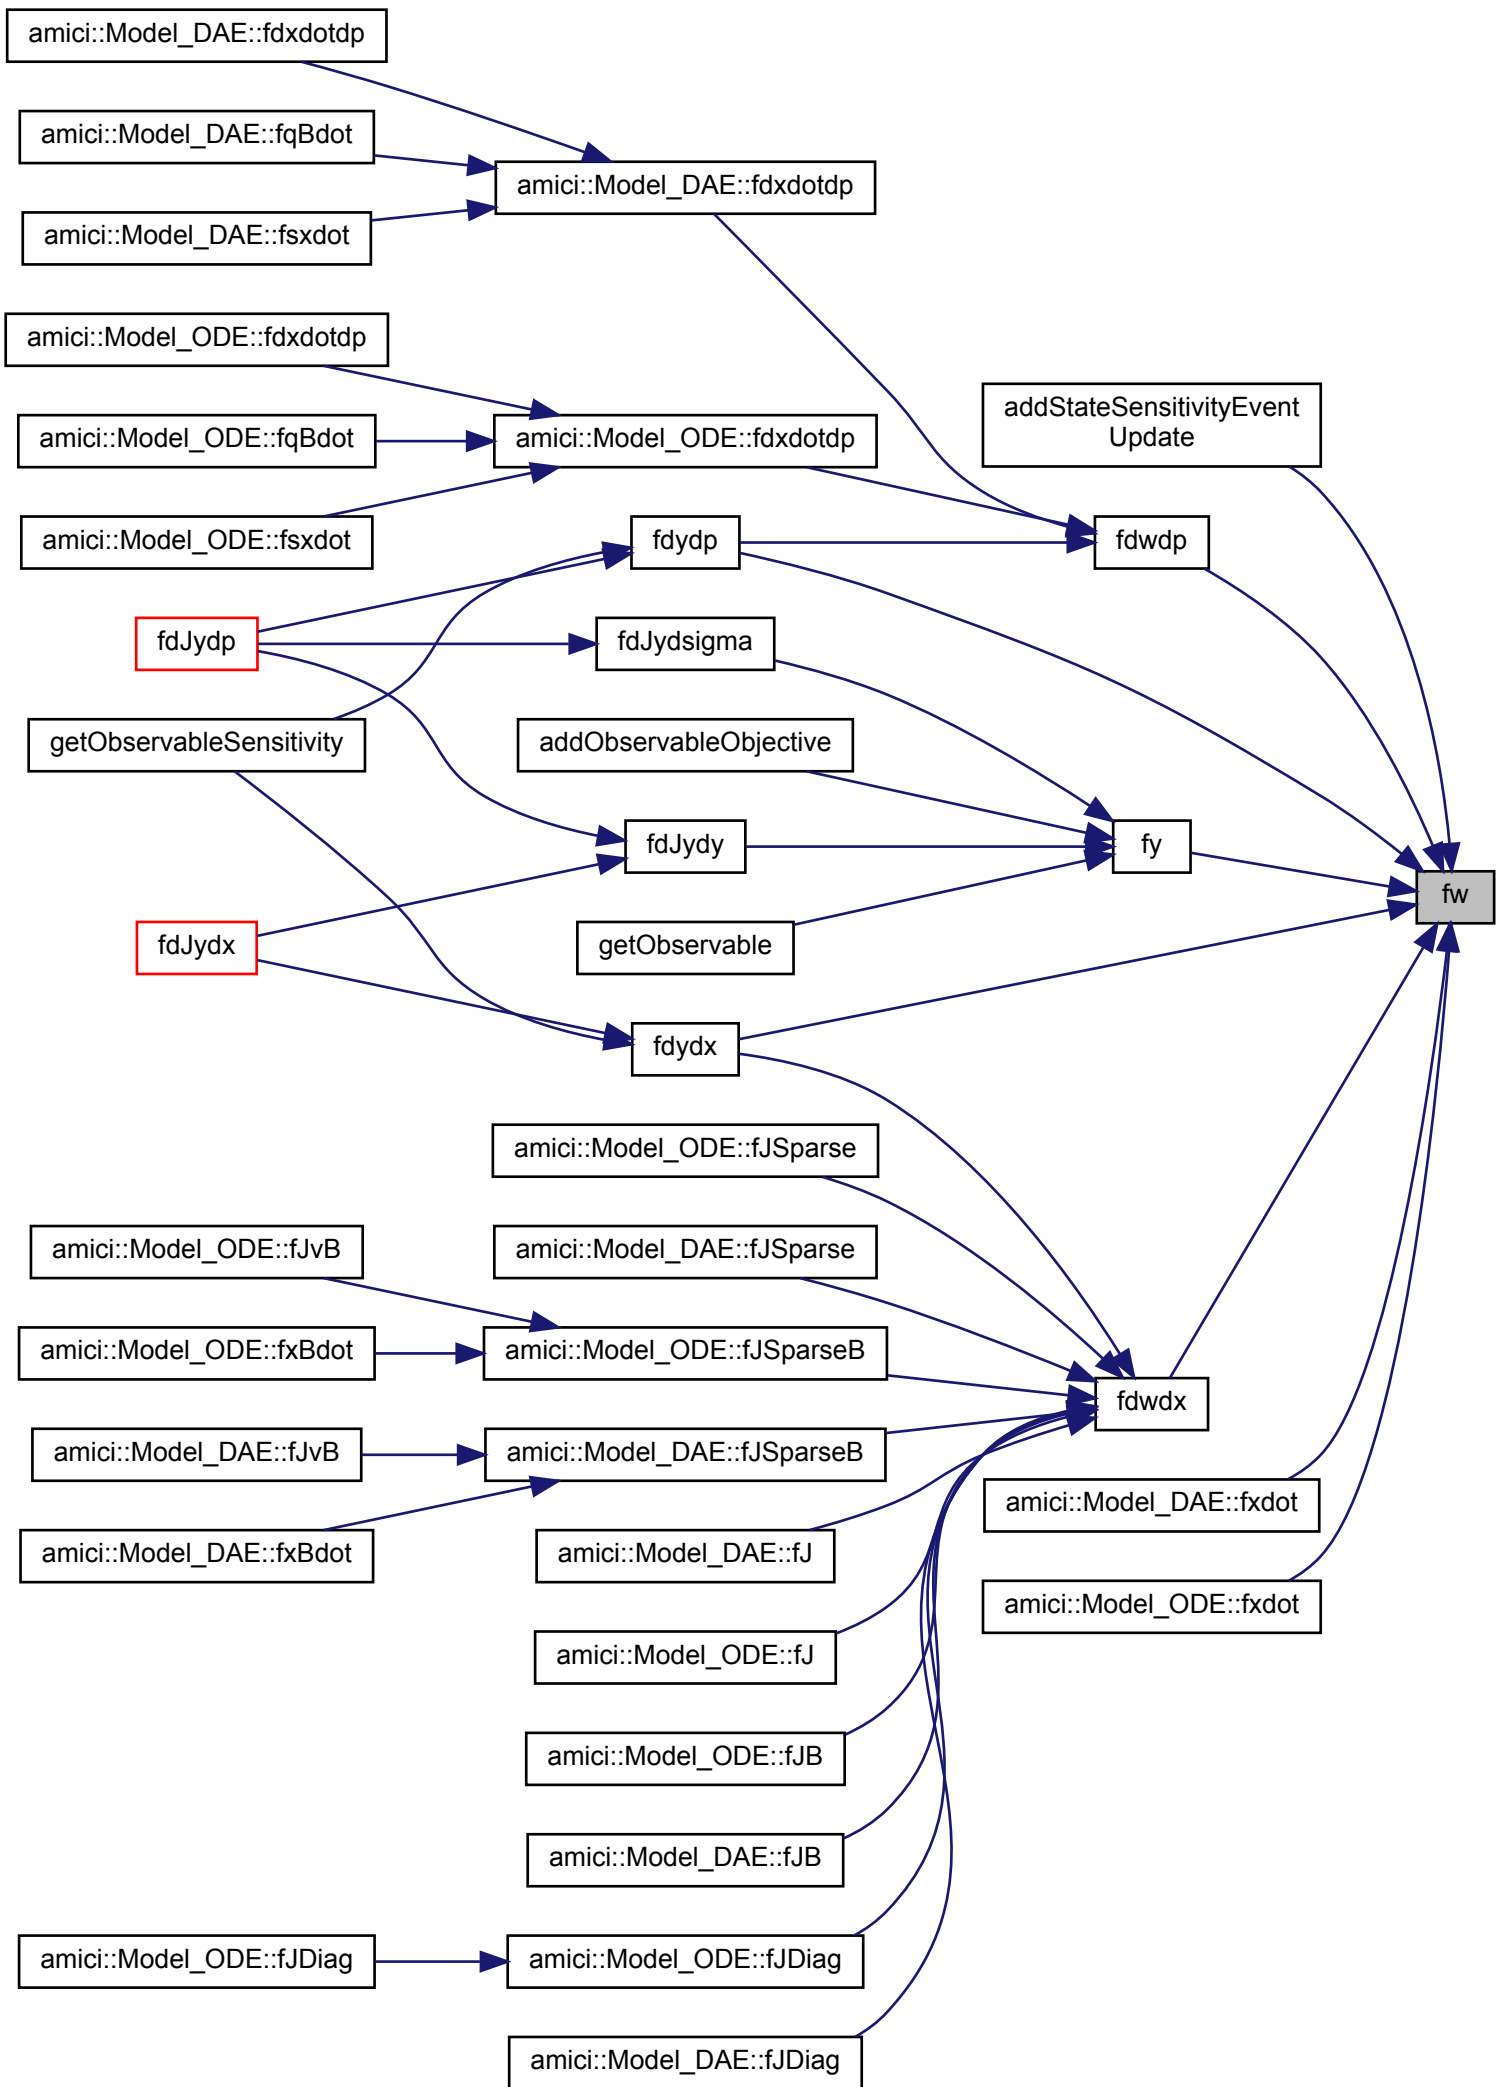 amici::Model_DAE::fdxdotdp
amici::Model_DAE::fqBdot
amici::Model_DAE::fdxdotdp
amici::Model_DAE::fsxdot
amici::Model_ODE::fdxdotdp
addStateSensitivityEvent
Update
amici::Model_ODE::fqBdot
amici::Model_ODE::fdxdotdp
amici::Model_ODE::fsxdot
fdydp
fdwdp
fdJydp
fdJydsigma
getObservableSensitivity
addObservableObjective
fdJydy
fy
fw
fdJydx
getObservable
fdydx
amici::Model_ODE::fJSparse
amici::Model_ODE::fJvB
amici::Model_DAE::fJSparse
amici::Model_ODE::fxBdot
amici::Model_ODE::fJSparseB
fdwdx
amici::Model_DAE::fJvB
amici::Model_DAE::fJSparseB
amici::Model_DAE::fxdot
amici::Model_DAE::fxBdot
amici::Model_DAE::fJ
amici::Model_ODE::fxdot
amici::Model_ODE::fJ
amici::Model_ODE::fJB
amici::Model_DAE::fJB
amici::Model_ODE::fJDiag
amici::Model_ODE::fJDiag
amici::Model_DAE::fJDiag